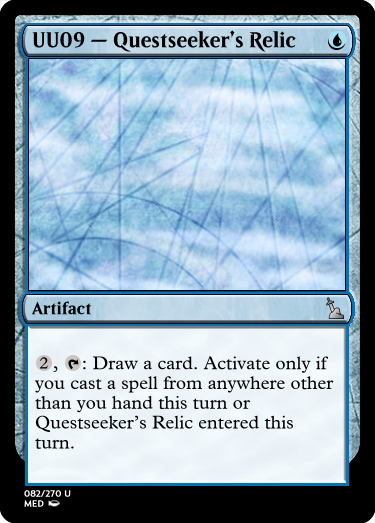 UU09 — Questseeker's Relic
Artifact
2, : Draw a card. Activate only if
you cast a spell from anywhere other
than you hand this turn or
Questseeker's Relic entered this
turn.
082/270 U
MED